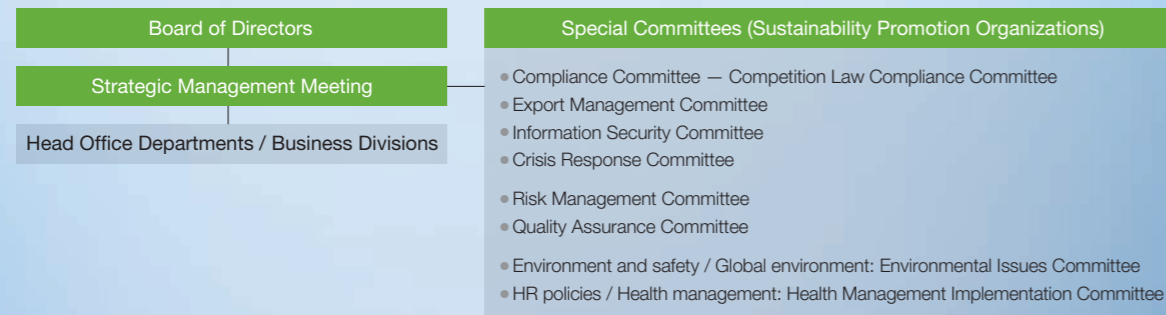 Board of Directors
Strategic Management Meeting
Head Office Departments / Business Divisions
Special Committees (Sustainability Promotion Organizations)
● Compliance Committee — Competition Law Compliance Committee
● Export Management Committee
● Information Security Committee
● Crisis Response Committee
● Risk Management Committee
● Quality Assurance Committee
● Environment and safety / Global environment: Environmental Issues Committee
● HR policies / Health management: Health Management Implementation Committee